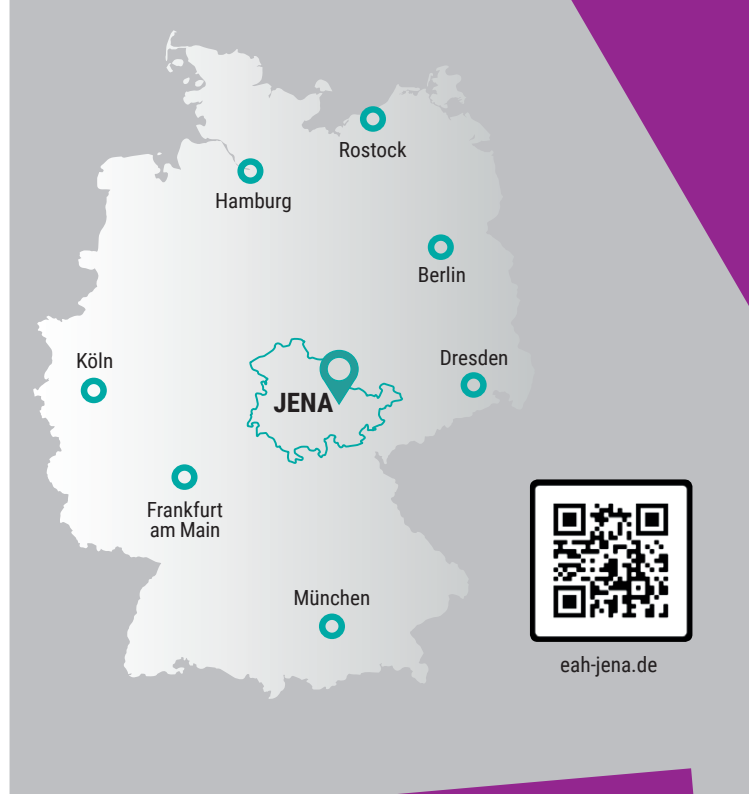 Rostock
Hamburg
Berlin
Köln
Dresden
JENA
Frankfurt
am Main
München
eah-jena.de